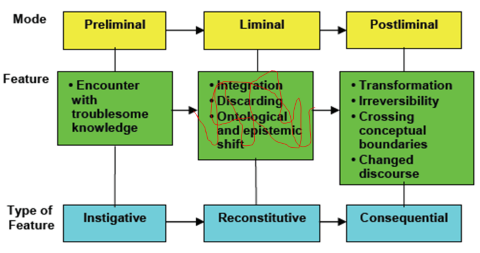 Mode
Preliminal
Liminal
Postliminal
Feature
• Encounter
with
troublesome
knowledge
• Integration
• Discarding
• Ontological
and epistemic
shift
• Transformation
• Irreversibility
• Crossing
conceptual
boundaries
• Changed
discourse
Type of
Feature
Instigative
Reconstitutive
Consequential